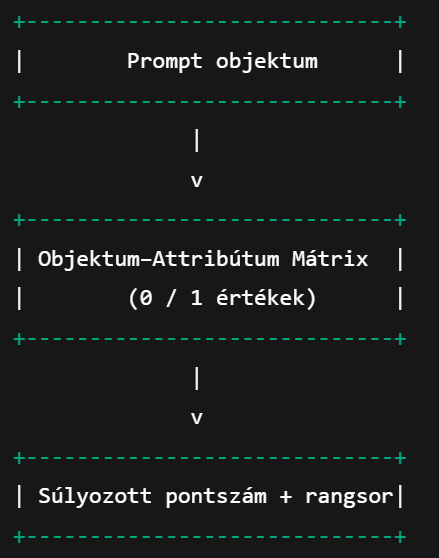 +-----------------------------+
|        Prompt objektum      |
+-----------------------------+
|
v
+-----------------------------+
| Objektum–Attribútum Mátrix  |
|        (0 / 1 értékek)      |
+-----------------------------+
|
v
+-----------------------------+
| Súlyozott pontszám + rangsor|
+-----------------------------+